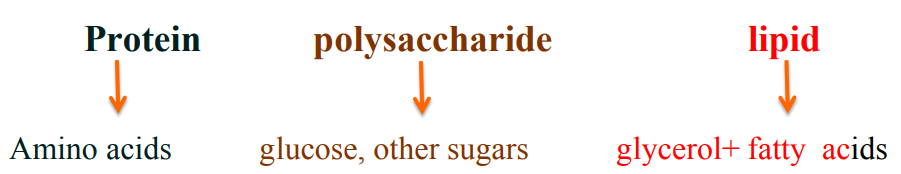 Protein polysaccharide lipid
Amino acids glucose, other sugars glycerol+ fatty acids